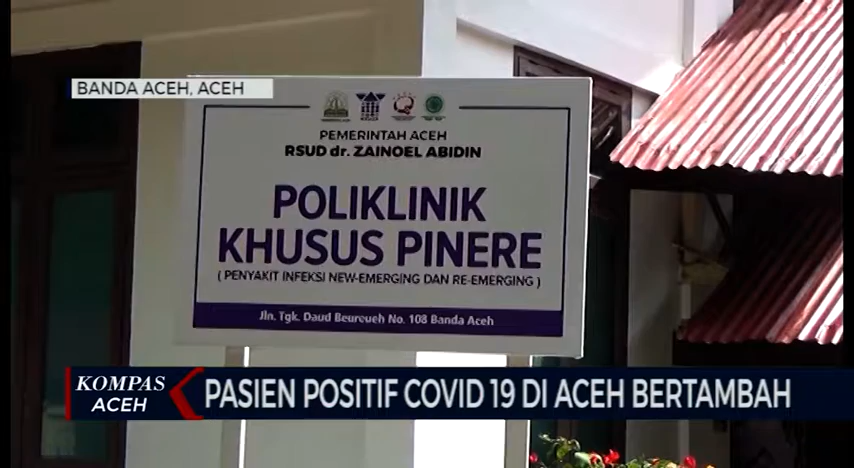 BANDA ACEH, ACEH
PEMERINTAH ACEH
RSUD dr. ZAINOEL ABIDIN
POLIKLINIK
KHUSUS PINERE
( PENYAKIT INFEKSI NEW-EMERGING DAN RE-EMERGING )
Jln. Tgk. Daud Beureueh No. 108 Banda Aceh
KOMPAS
ACEH
PASIEN POSITIF COVID 19 DI ACEH BERTAMBAH